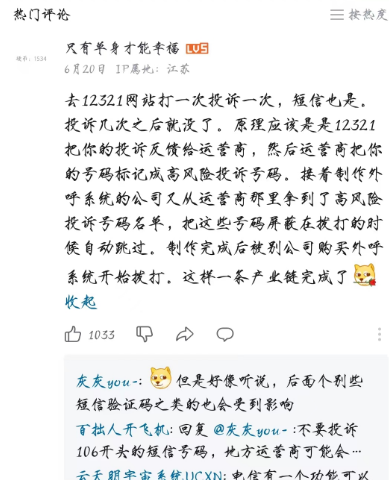 热门评论
按热度
只有单身才能幸福 LV5
6月20日 IP属地：江苏
去12321网站打一次投诉一次，短信也是。
投诉几次之后就没了。原理应该是是12321
把你的投诉反馈给运营商，然后运营商把你
的号码标记成高风险投诉号码。接着制作外
呼系统的公司又从运营商那里拿到了高风险
投诉号码名单，把这些号码屏蔽在拨打的时
候自动跳过。制作完成后被别公司购买外呼
系统开始拨打。这样一条产业链完成了
收起
1033
灰灰you-: 但是好像听说，后面个别些
短信验证码之类的也会受到影响
百拙人开飞机: 回复 @灰灰you- :不要投诉
106开头的短信号码，地方运营商可能会…
云天明宇宙系统UCXN: 电信有一个功能可以